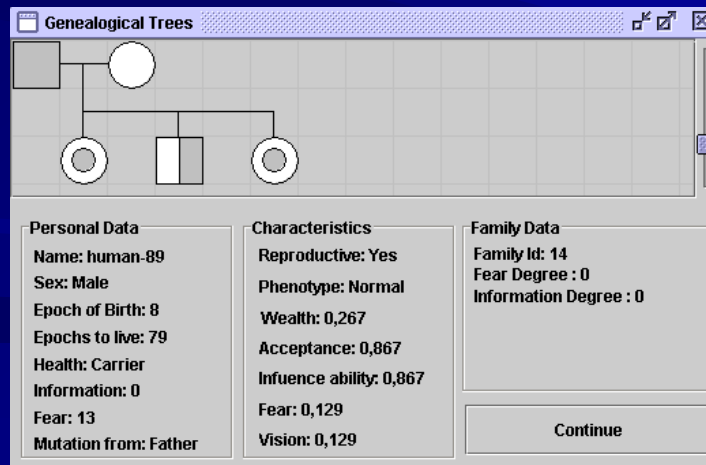 Genealogical Trees
Personal Data
Name: human-89
Sex: Male
Epoch of Birth: 8
Epochs to live: 79
Health: Carrier
Information: 0
Fear: 13
Mutation from: Father
Characteristics
Reproductive: Yes
Phenotype: Normal
Wealth: 0,267
Acceptance: 0,867
Infuence ability: 0,867
Fear: 0,129
Vision: 0,129
Family Data
Family Id: 14
Fear Degree : 0
Information Degree : 0
Continue